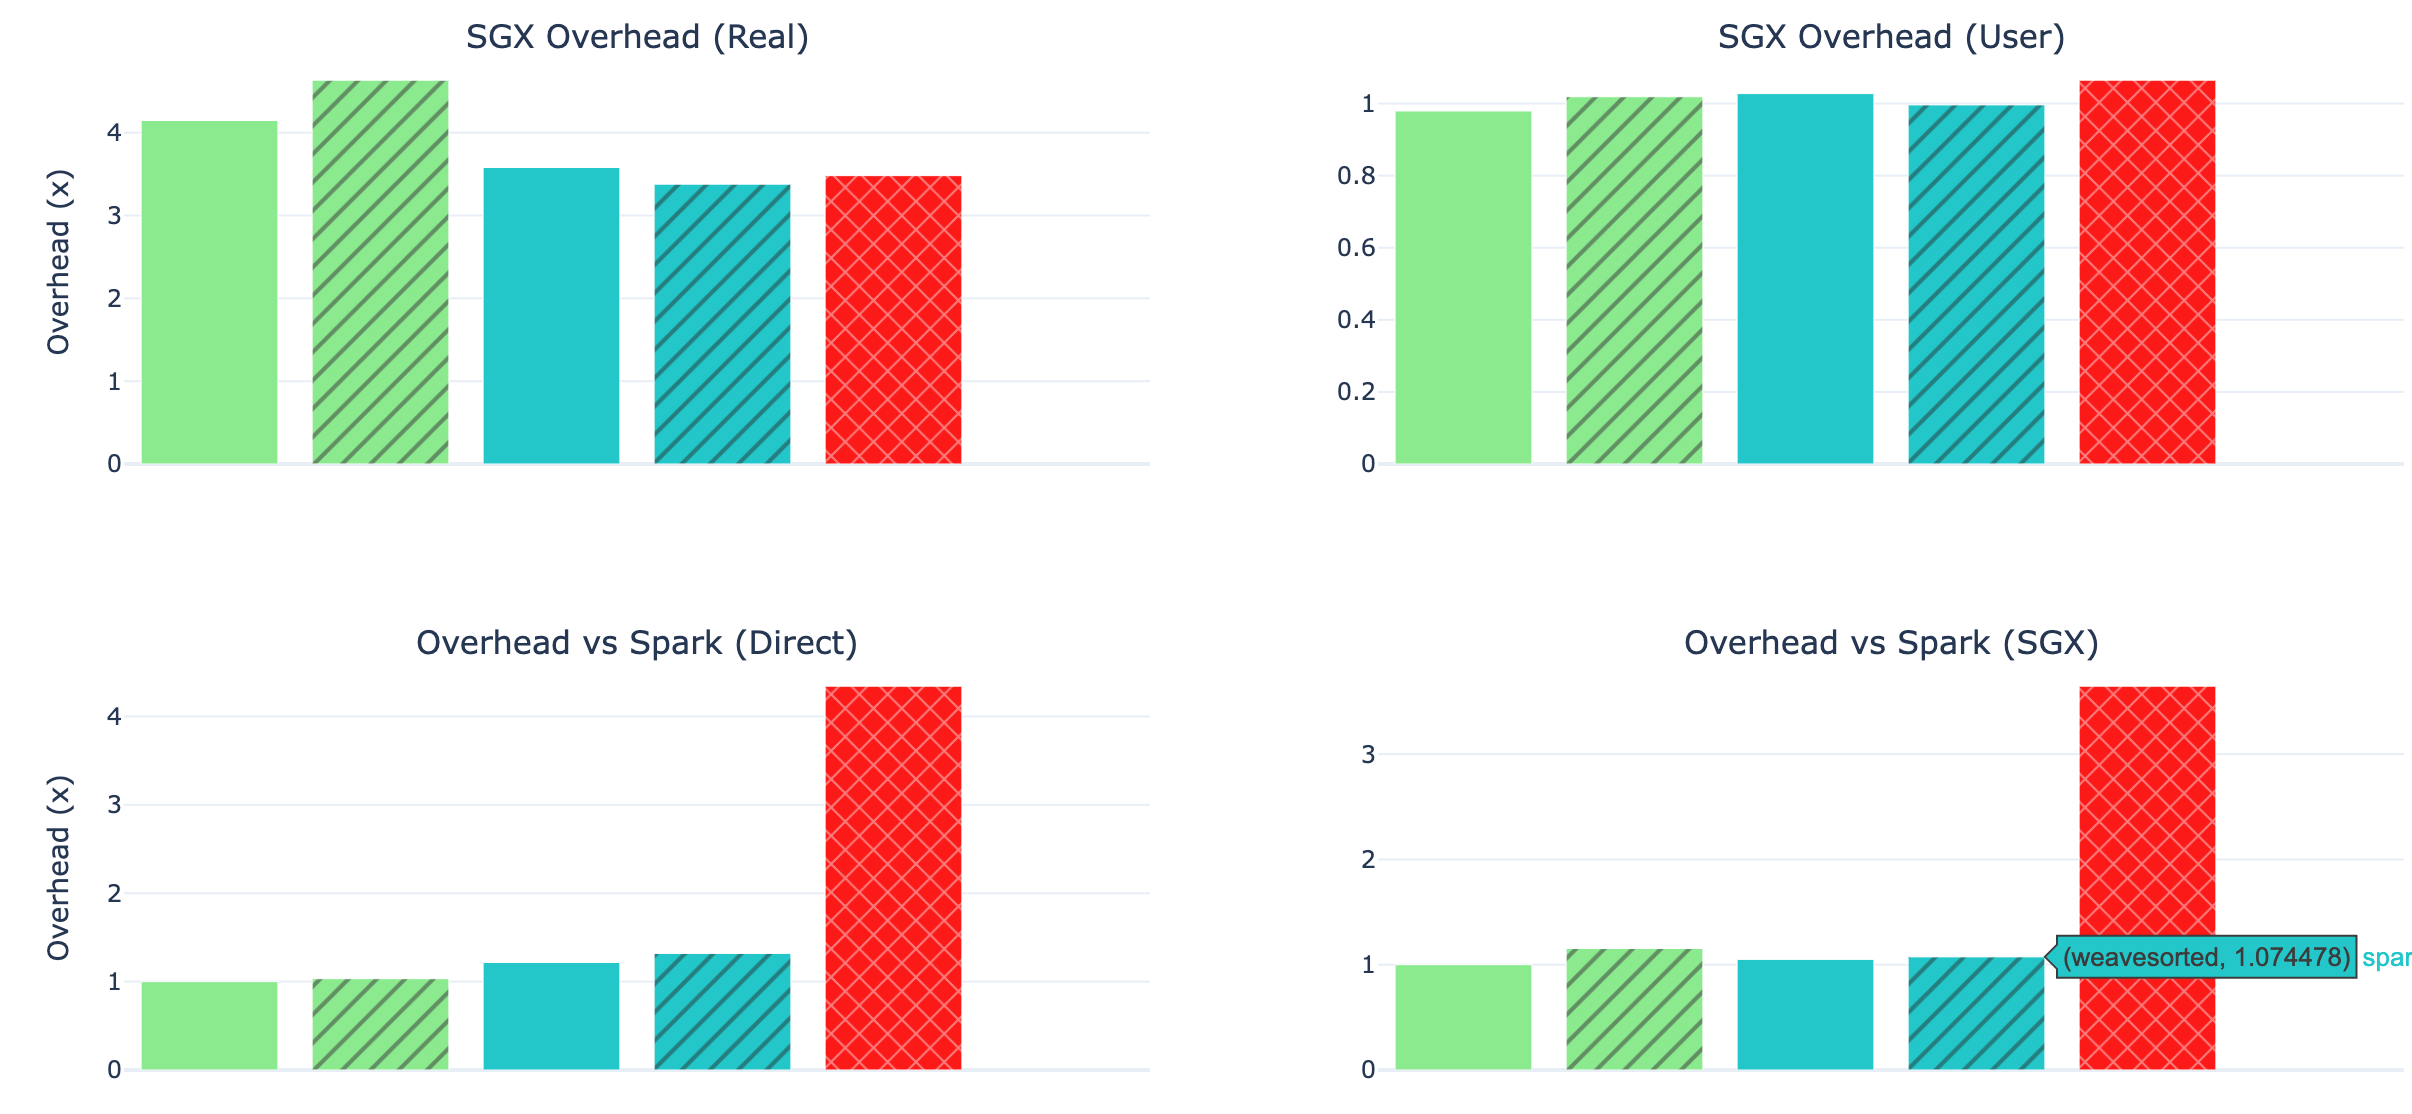 SGX Overhead (Real)
Overhead (x)
4
3
2
1
0
SGX Overhead (User)
1
0.8
0.6
0.4
0.2
0
Overhead vs Spark (Direct)
Overhead (x)
4
3
2
1
0
Overhead vs Spark (SGX)
3
2
1
0
(weavesorted, 1.074478) spar